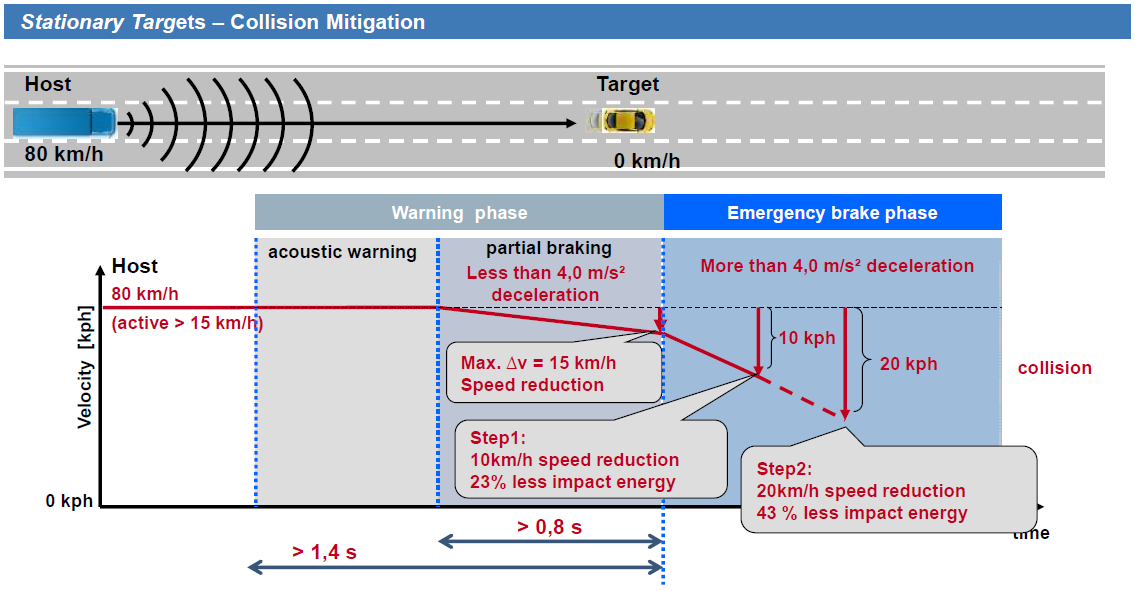 Stationary Targets – Collision Mitigation
Host
Target
80 km/h
0 km/h
Warning phase
Emergency brake phase
acoustic warning
partial braking
Less than 4,0 m/s²
deceleration
More than 4,0 m/s² deceleration
Host
80 km/h
(active > 15 km/h)
Velocity [kph]
10 kph
20 kph
collision
Max. Δv = 15 km/h
Speed reduction
Step1:
10km/h speed reduction
23% less impact energy
Step2:
20km/h speed reduction
43 % less impact energy
0 kph
time
> 0,8 s
> 1,4 s